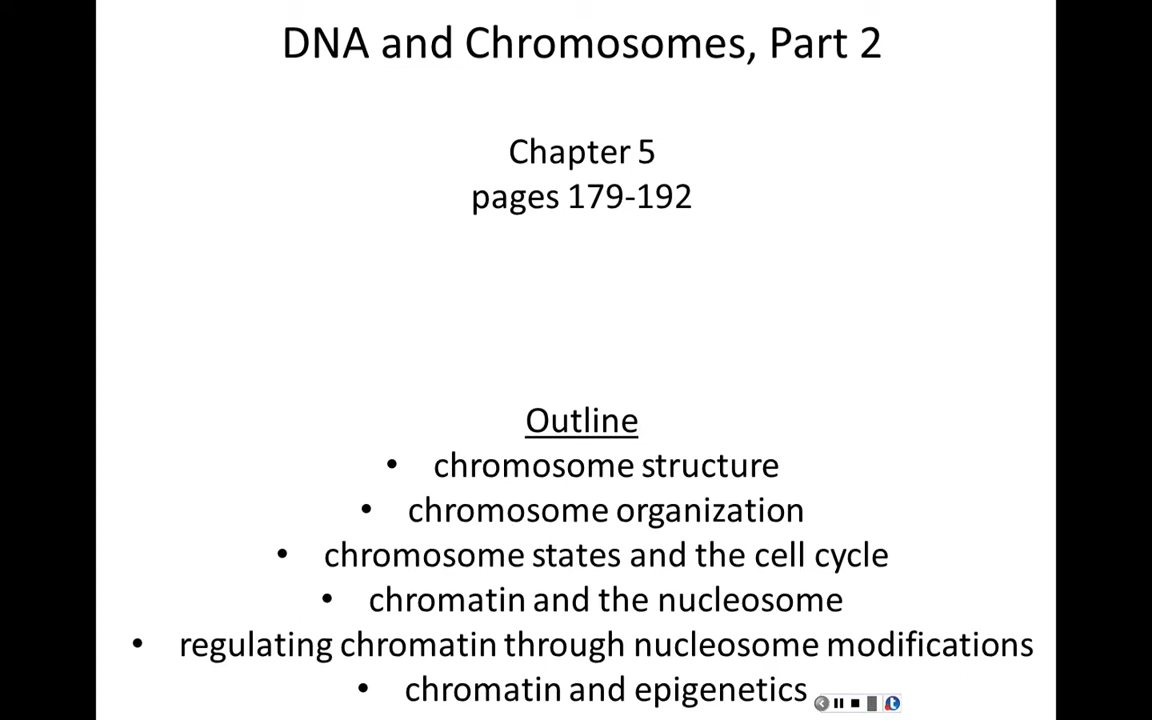 DNA and Chromosomes, Part 2
Chapter 5
pages 179-192
Outline
• chromosome structure
• chromosome organization
• chromosome states and the cell cycle
• chromatin and the nucleosome
• regulating chromatin through nucleosome modifications
• chromatin and epigenetics